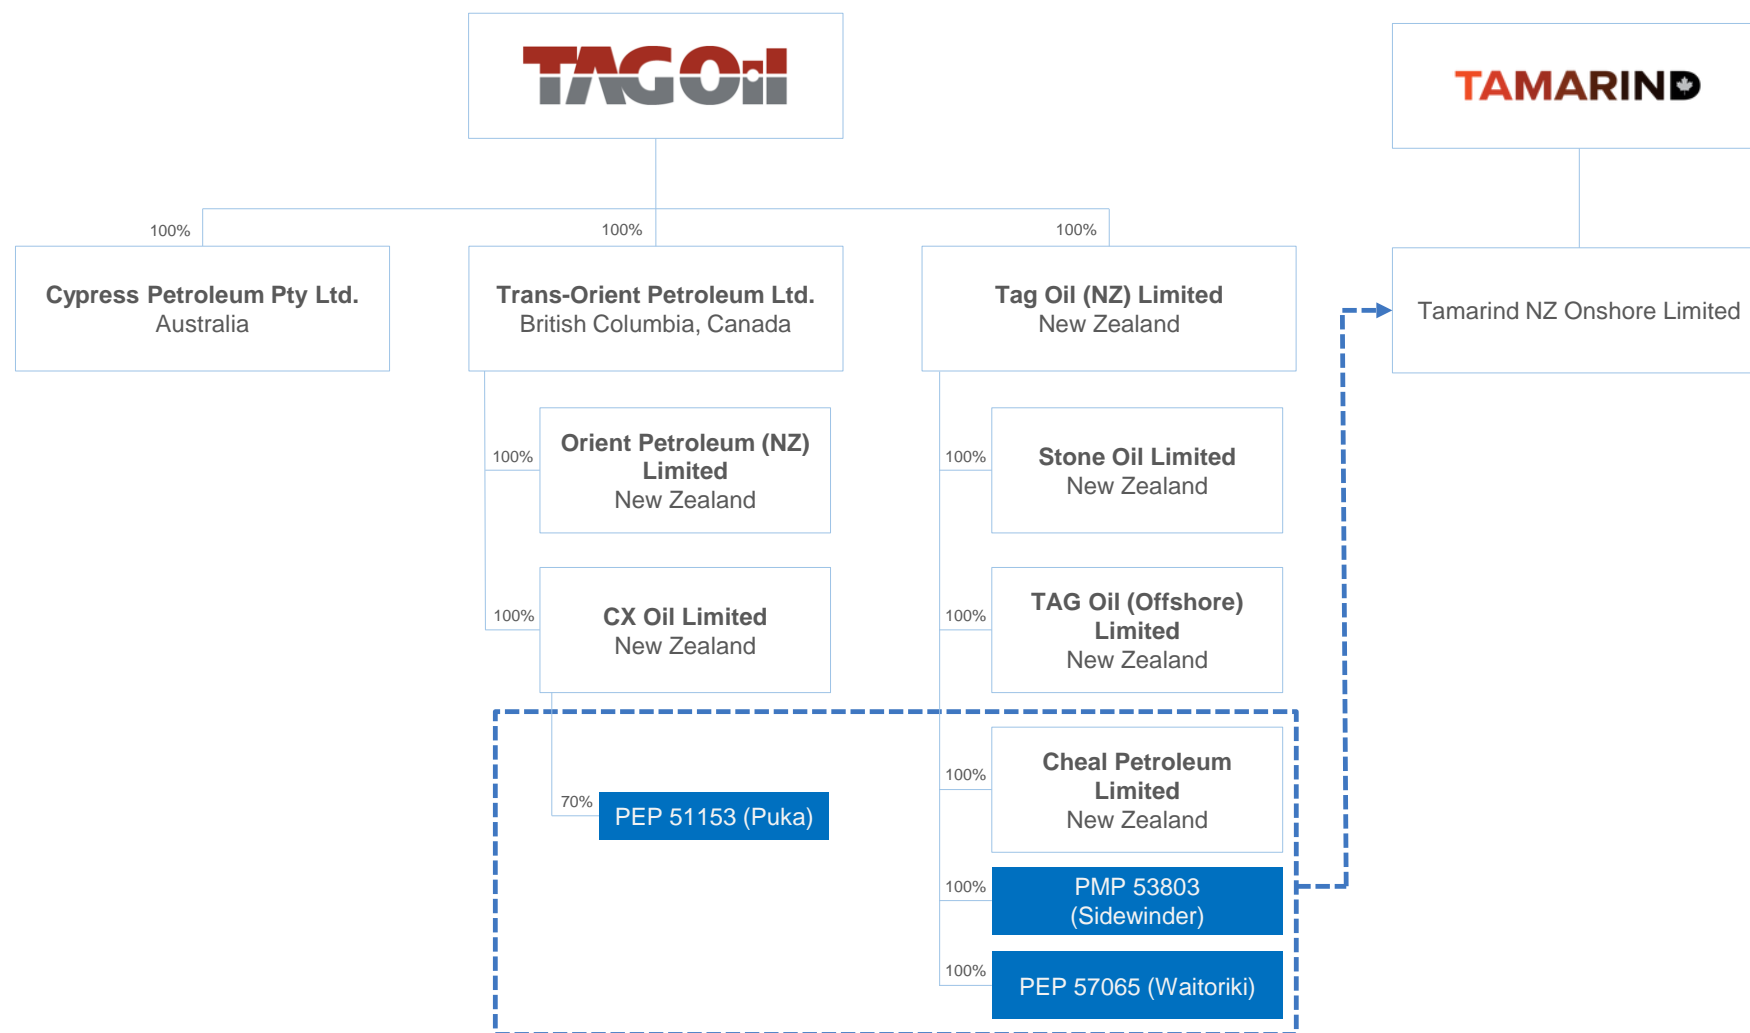 TAG Oil
TAMARIND
100%
100%
100%
Cypress Petroleum Pty Ltd.
Australia
Trans-Orient Petroleum Ltd.
British Columbia, Canada
Tag Oil (NZ) Limited
New Zealand
Tamarind NZ Onshore Limited
100%
Orient Petroleum (NZ)
Limited
New Zealand
100%
Stone Oil Limited
New Zealand
100%
CX Oil Limited
New Zealand
100%
TAG Oil (Offshore)
Limited
New Zealand
70%
PEP 51153 (Puka)
100%
Cheal Petroleum
Limited
New Zealand
100%
PMP 53803
(Sidewinder)
100%
PEP 57065 (Waitoriki)